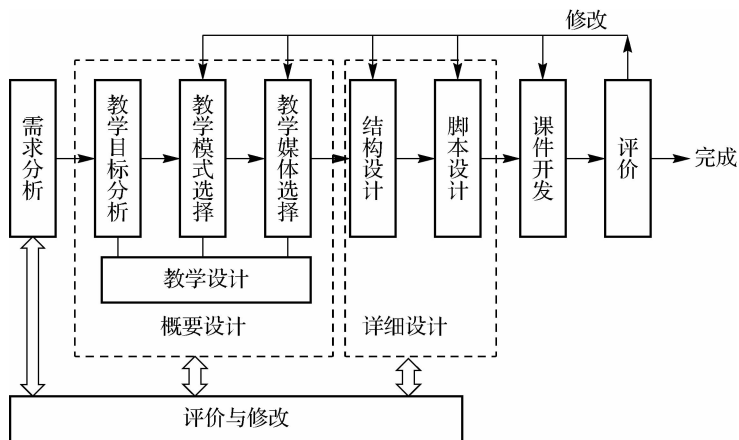 修改
需求分析
教学目标分析
教学模式选择
教学媒体选择
结构设计
脚本设计
课件开发
评价
完成
教学设计
概要设计
详细设计
评价与修改